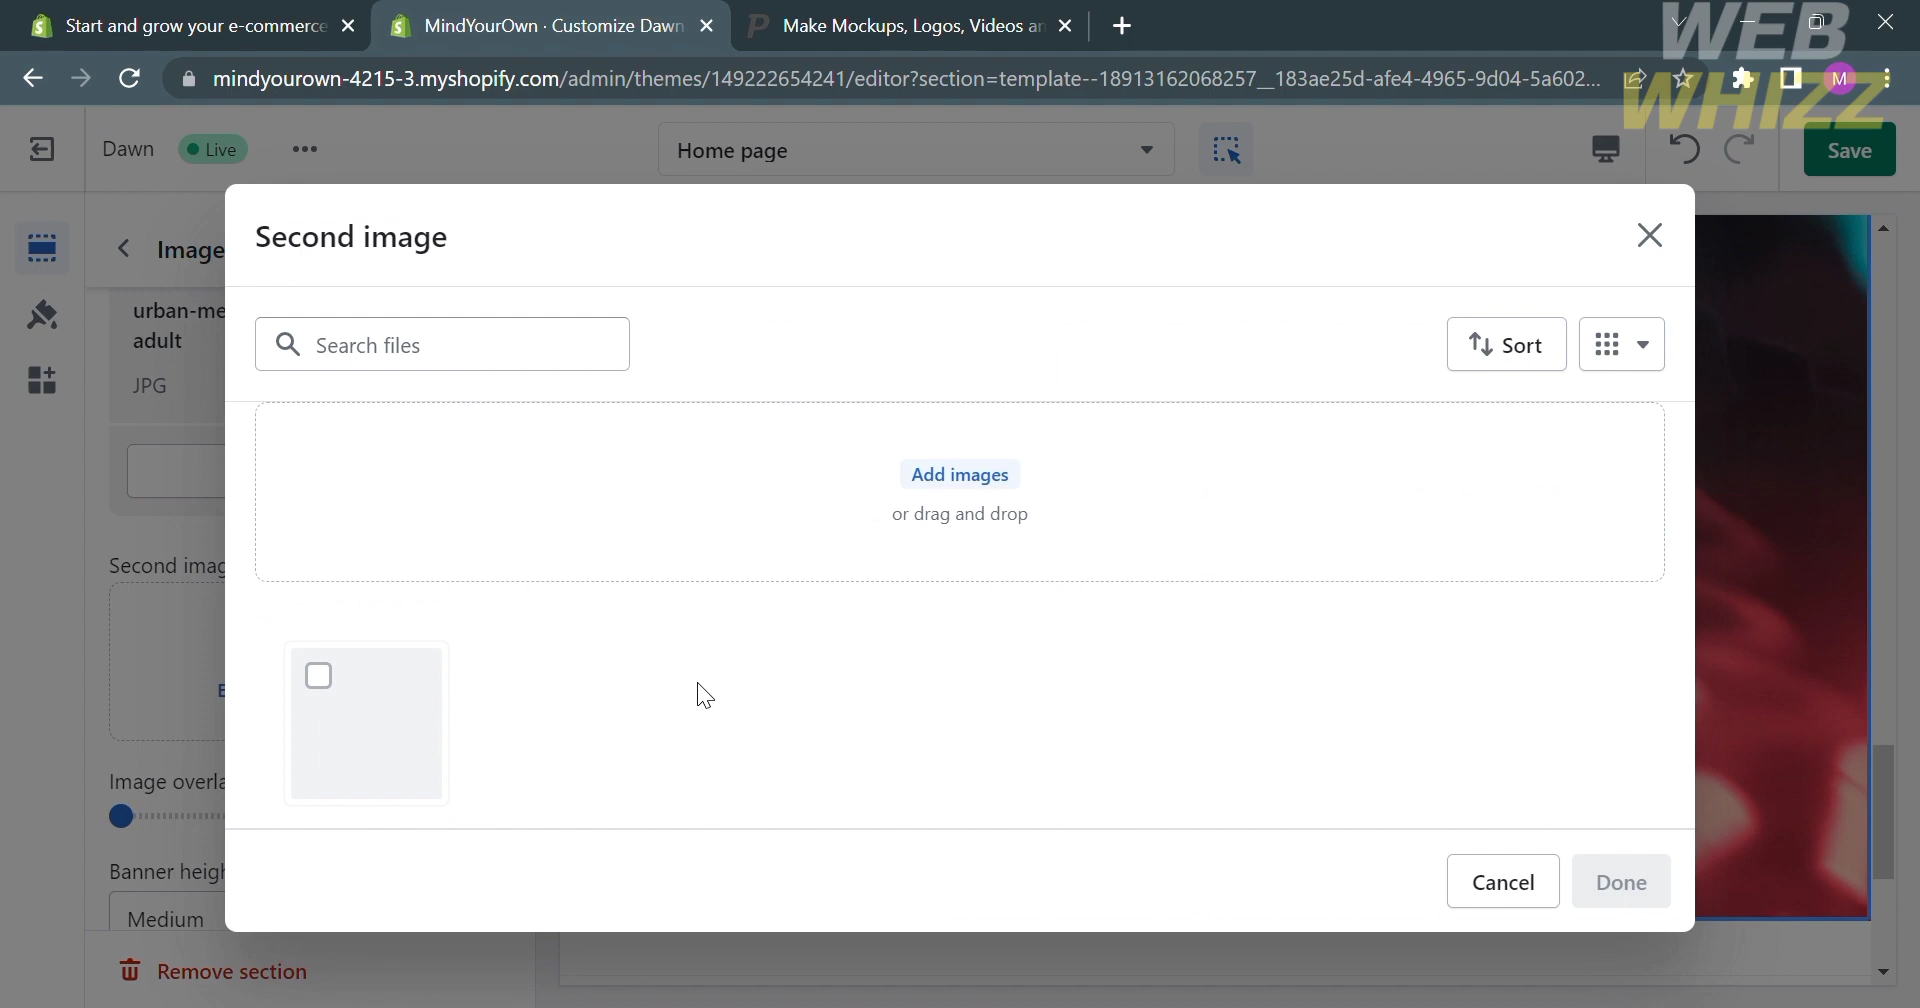 Start and grow your e-commerce
MindYourOwn · Customize Dawn
Make Mockups, Logos, Videos an
WEB
WHIZZ
mindyourown-4215-3.myshopify.com/admin/themes/149222654241/editor?section=template--18913162068257__183ae25d-afe4-4965-9d04-5a602...
M
Dawn
Live
Home page
Save
Image
Second image
urban-me
adult
JPG
Search files
Sort
Add images
or drag and drop
Second imag
E
Image overla
Banner heigh
Medium
Cancel
Done
Remove section